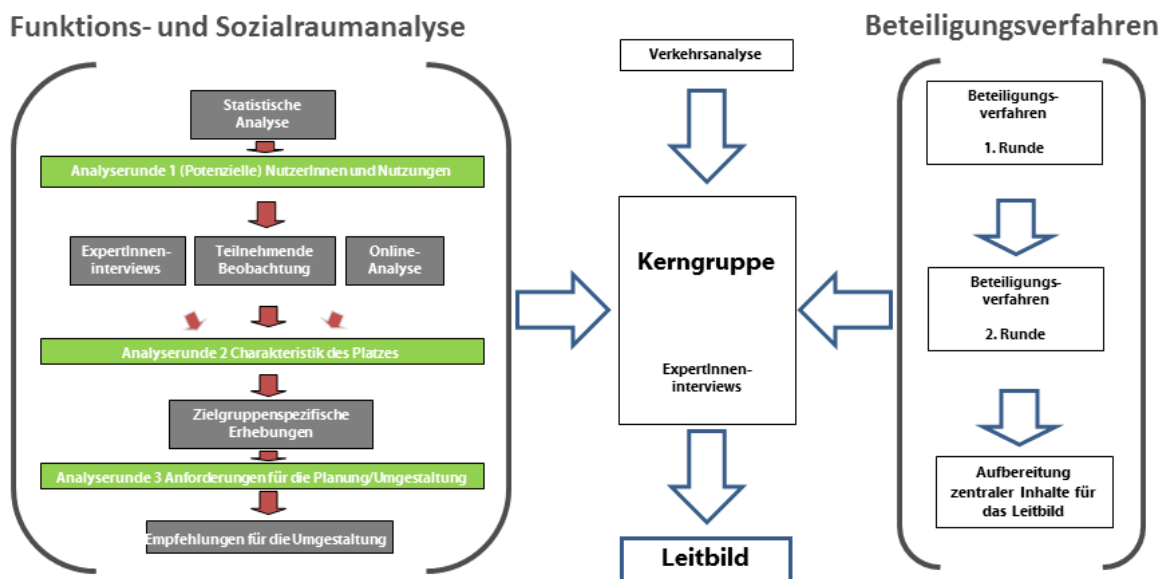 Funktions- und Sozialraumanalyse
Statistische
Analyse
Analyserunde 1 (Potenzielle) NutzerInnen und Nutzungen
ExpertInnen-
interviews
Teilnehmende
Beobachtung
Online-
Analyse
Analyserunde 2 Charakteristik des Platzes
Zielgruppenspezifische
Erhebungen
Analyserunde 3 Anforderungen für die Planung/Umgestaltung
Empfehlungen für die Umgestaltung
Verkehrsanalyse
Kerngruppe
ExpertInnen-
interviews
Leitbild
Beteiligungsverfahren
Beteiligungs-
verfahren
1. Runde
Beteiligungs-
verfahren
2. Runde
Aufbereitung
zentraler Inhalte für
das Leitbild